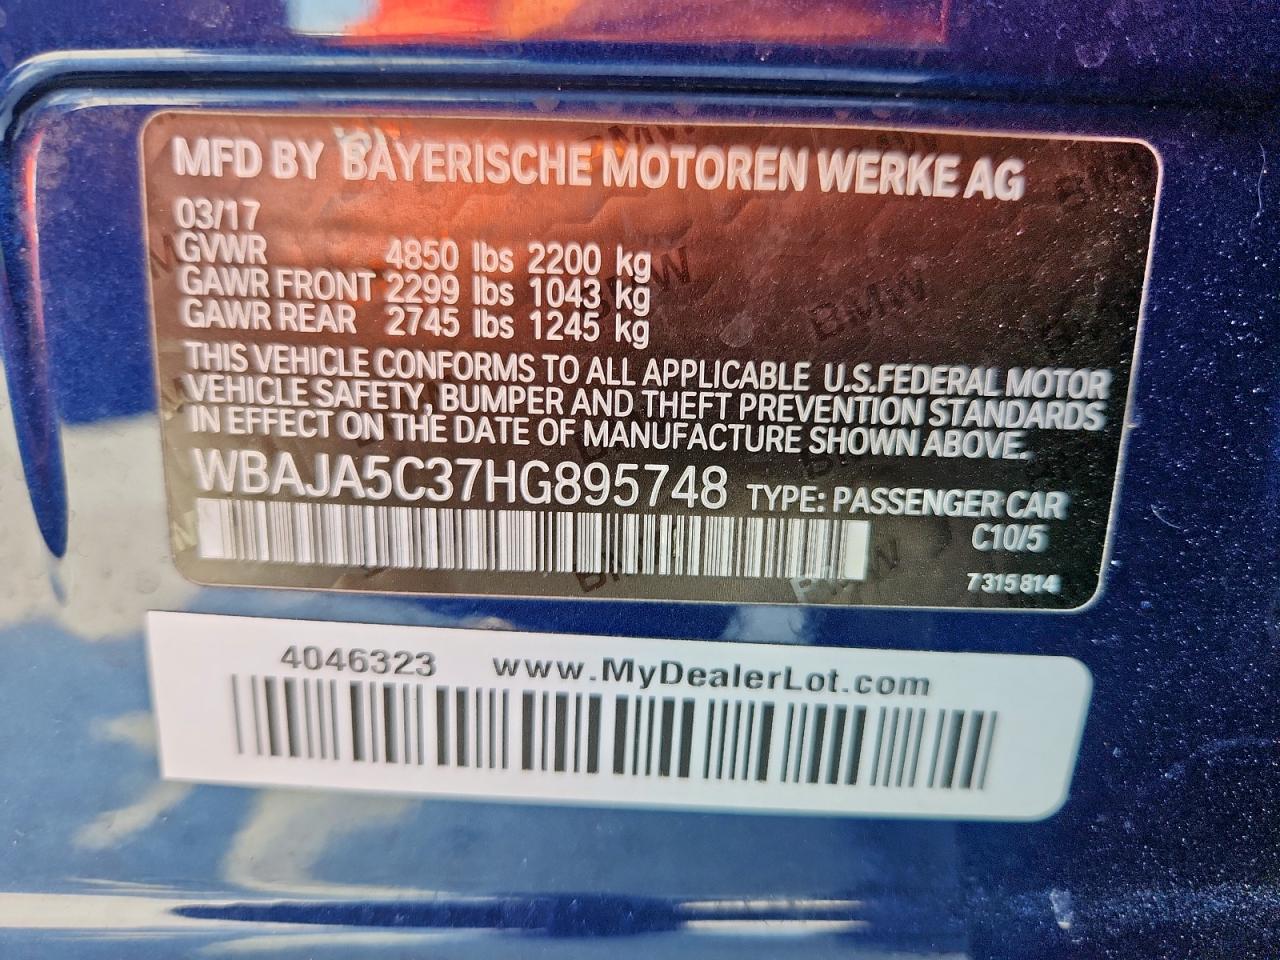 MFD BY BAYERISCHE MOTOREN WERKE AG
03/17
GVWR 4850 lbs 2200 kg
GAWR FRONT 2299 lbs 1043 kg
GAWR REAR 2745 lbs 1245 kg
THIS VEHICLE CONFORMS TO ALL APPLICABLE U.S.FEDERAL MOTOR
VEHICLE SAFETY, BUMPER AND THEFT PREVENTION STANDARDS
IN EFFECT ON THE DATE OF MANUFACTURE SHOWN ABOVE.
WBAJA5C37HG895748 TYPE: PASSENGER CAR
C10/5
7315814
4046323 www.MyDealerLot.com